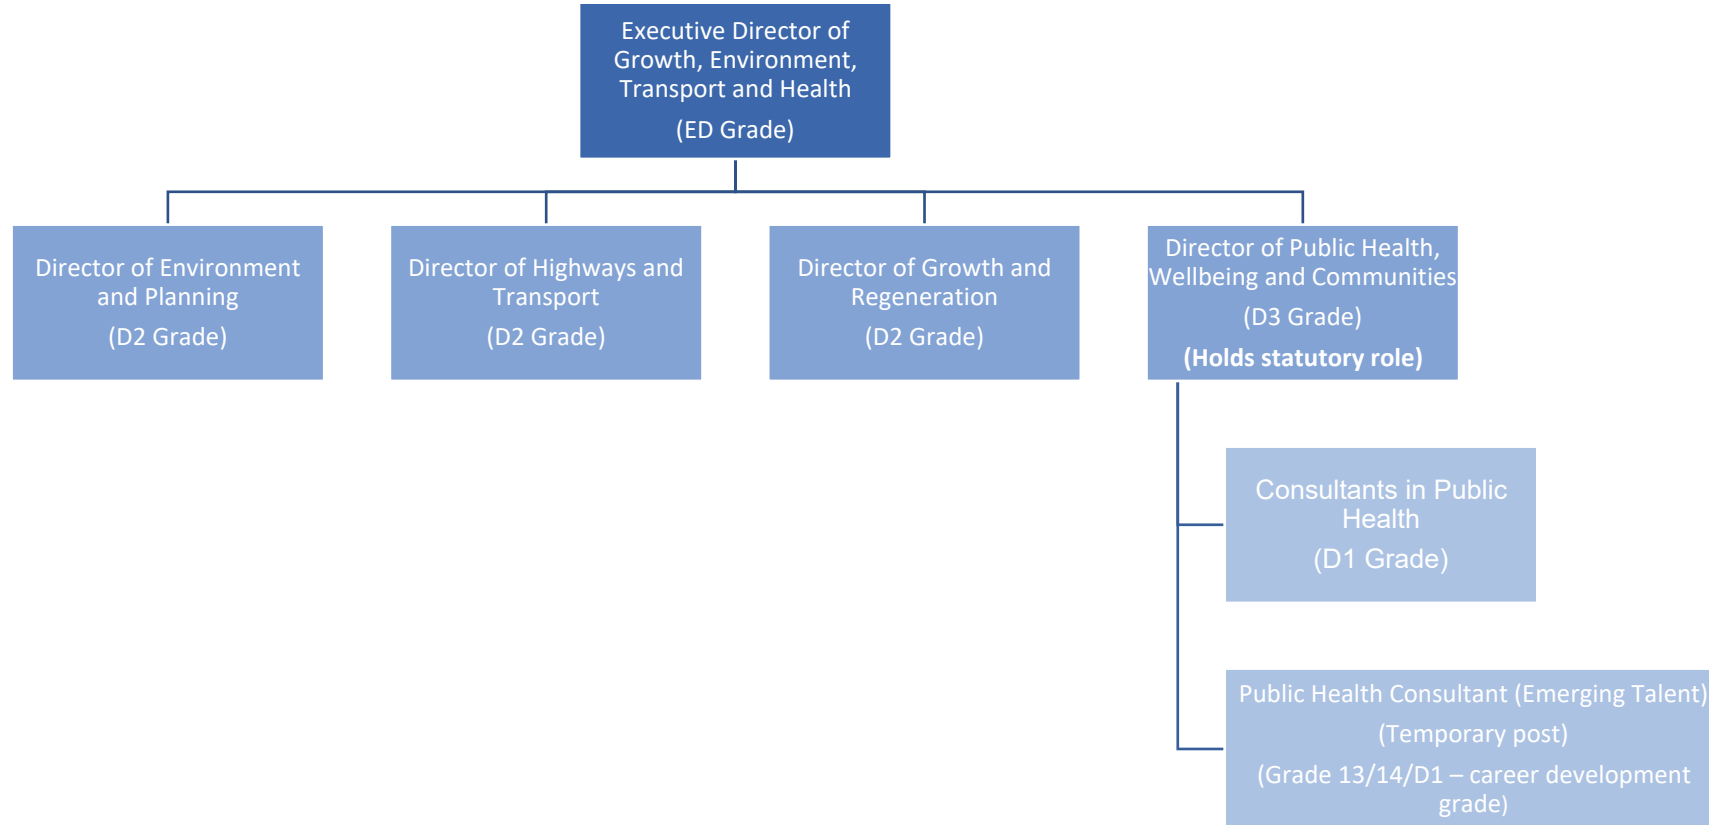 Executive Director of
Growth, Environment,
Transport and Health
(ED Grade)
Director of Environment
and Planning
(D2 Grade)
Director of Highways and
Transport
(D2 Grade)
Director of Growth and
Regeneration
(D2 Grade)
Director of Public Health,
Wellbeing and Communities
(D3 Grade)
(Holds statutory role)
Consultants in Public
Health
(D1 Grade)
Public Health Consultant (Emerging Talent)
(Temporary post)
(Grade 13/14/D1 – career development
grade)